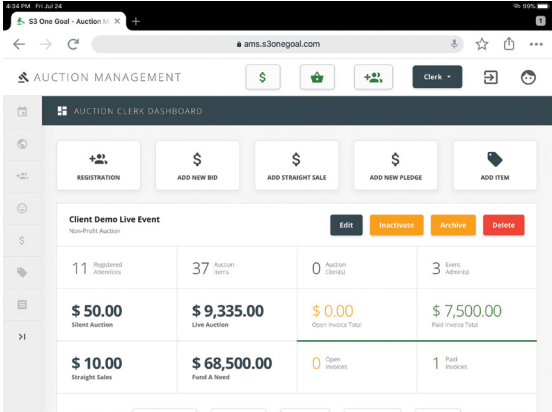 4:34 PM Fri Jul 24
99%
S3 One Goal - Auction M
1
ams.s3onegoal.com
AUCTION MANAGEMENT
Clerk
AUCTION CLERK DASHBOARD
REGISTRATION
ADD NEW BID
ADD STRAIGHT SALE
ADD NEW PLEDGE
ADD ITEM
Client Demo Live Event
Non-Profit Auction
Edit
Inactivate
Archive
Delete
11 Registered Attendees
37 Auction Items
0 Auction Clerk(s)
3 Event Admin(s)
$ 50.00
Silent Auction
$ 9,335.00
Live Auction
$ 0.00
Open Invoice Total
$ 7,500.00
Paid Invoice Total
$ 10.00
Straight Sales
$ 68,500.00
Fund A Need
0 Open Invoices
1 Paid Invoices